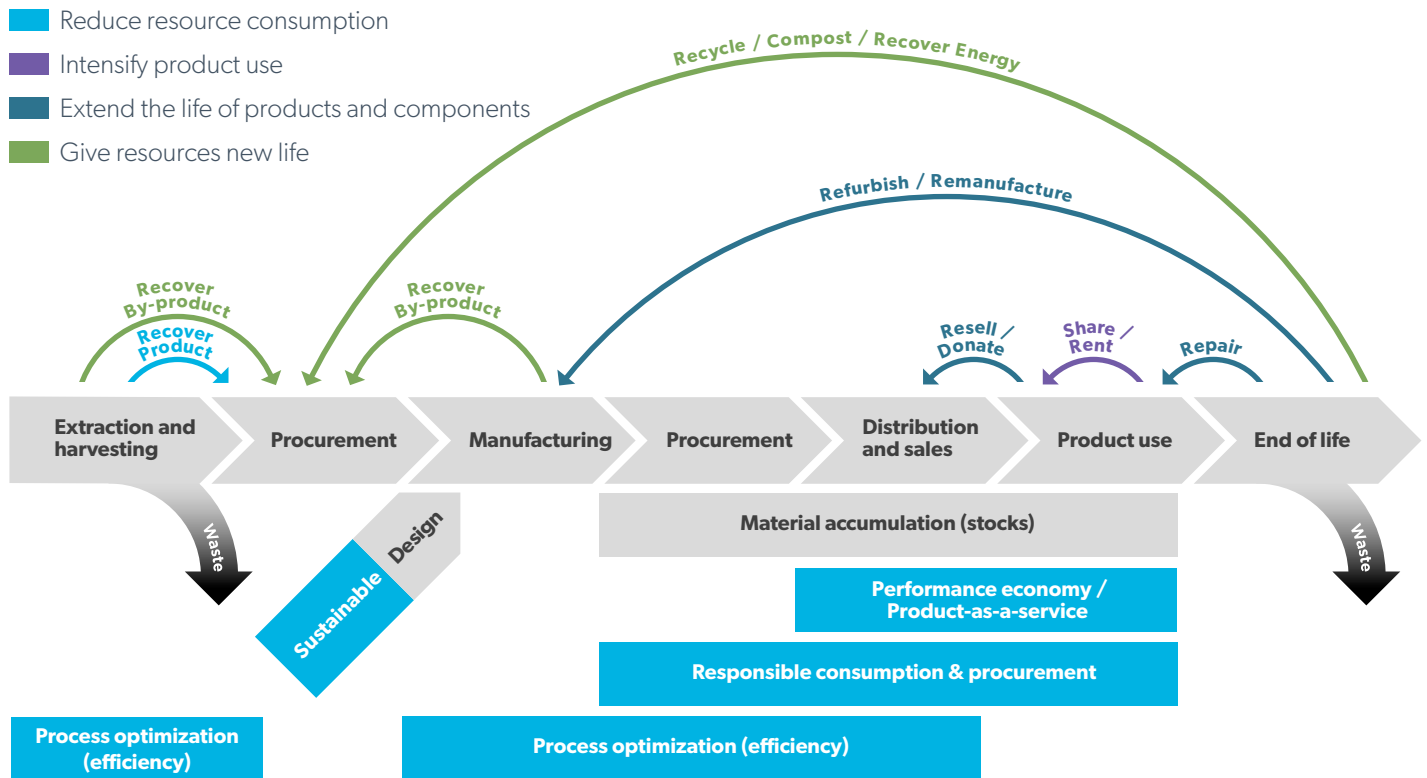 Reduce resource consumption
Intensify product use
Extend the life of products and components
Give resources new life
Recycle / Compost / Recover Energy
Refurbish / Remanufacture
Recover
By-product
Recover
Product
Recover
By-product
Resell /
Donate
Share /
Rent
Repair
Extraction and
harvesting
Procurement
Manufacturing
Procurement
Distribution
and sales
Product use
End of life
Waste
Sustainable
Design
Material accumulation (stocks)
Waste
Performance economy /
Product-as-a-service
Responsible consumption & procurement
Process optimization
(efficiency)
Process optimization (efficiency)